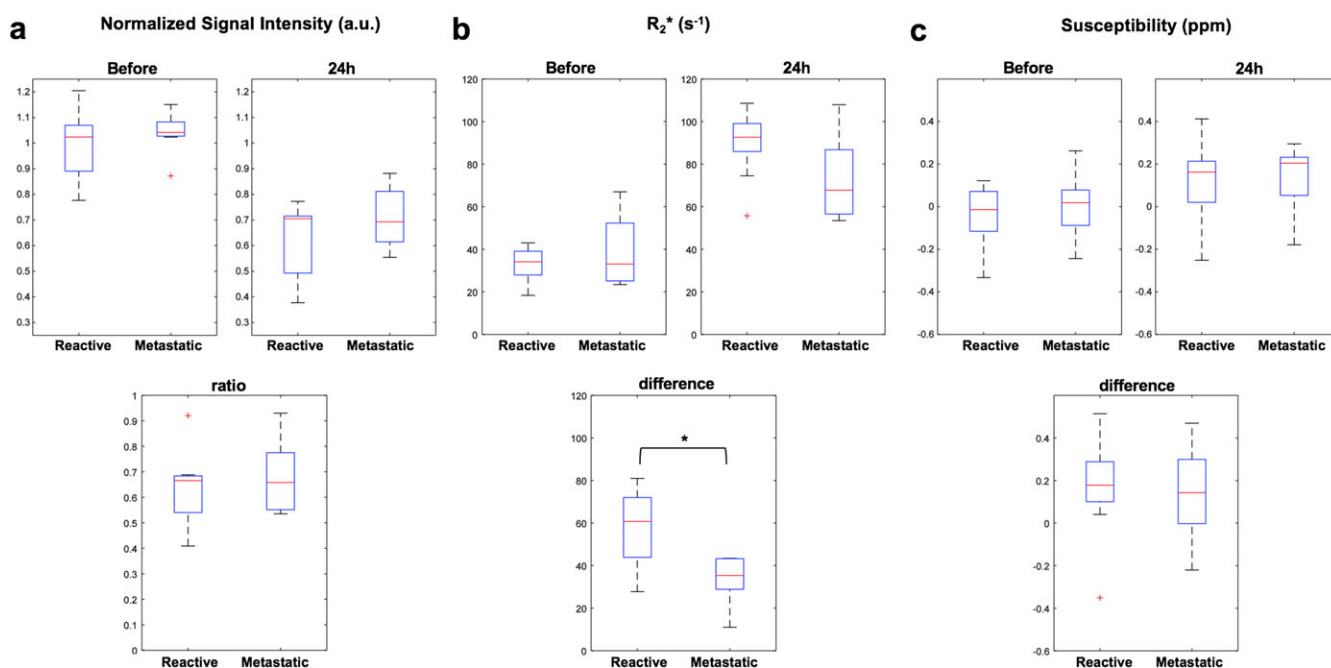 a
Normalized Signal Intensity (a.u.)
Before
24h
1.2
1.1
1
0.9
0.8
0.7
0.6
0.5
0.4
0.3
Reactive Metastatic
1.2
1.1
1
0.9
0.8
0.7
0.6
0.5
0.4
0.3
Reactive Metastatic
ratio
1
0.9
0.8
0.7
0.6
0.5
0.4
0.3
0.2
0.1
0
Reactive Metastatic
b
R₂* (s⁻¹)
Before
24h
120
100
80
60
40
20
0
Reactive Metastatic
120
100
80
60
40
20
0
Reactive Metastatic
difference
120
100
80
60
40
20
0
*
Reactive Metastatic
c
Susceptibility (ppm)
Before
24h
0.4
0.2
0
-0.2
-0.4
-0.6
Reactive Metastatic
0.4
0.2
0
-0.2
-0.4
-0.6
Reactive Metastatic
difference
0.4
0.2
0
-0.2
-0.4
-0.6
Reactive Metastatic